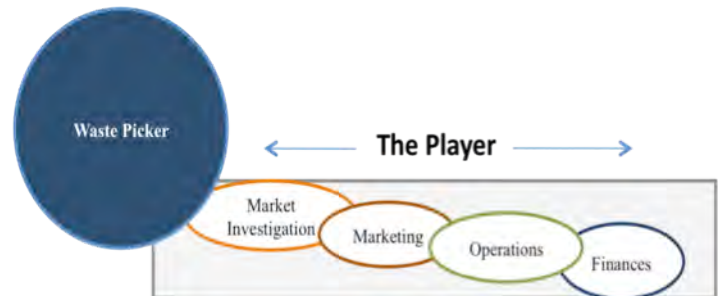 Waste Picker
The Player
Market
Investigation
Marketing
Operations
Finances